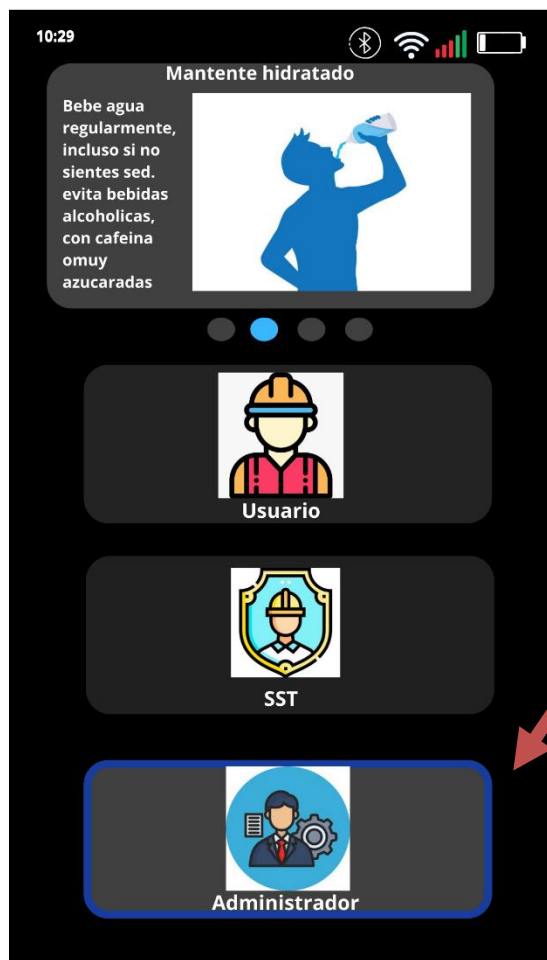 10:29
Mantente hidratado
Bebe agua
regularmente,
incluso si no
sientes sed.
evita bebidas
alcoholicas,
con cafeina
omuy
azucaradas
Usuario
SST
Administrador